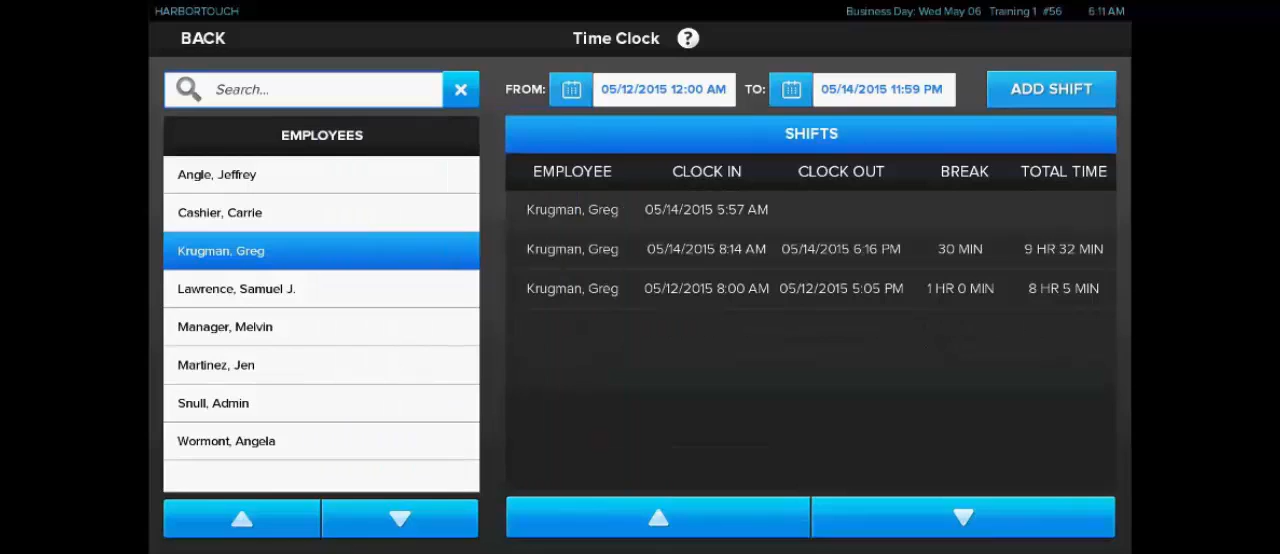 HARBORTOUCH
Business Day: Wed May 06 Training 1 #56 6:11 AM
BACK
Time Clock ?
Search...
FROM: 05/12/2015 12:00 AM TO: 05/14/2015 11:59 PM
ADD SHIFT
EMPLOYEES
Angle, Jeffrey
Cashier, Carrie
Krugman, Greg
Lawrence, Samuel J.
Manager, Melvin
Martinez, Jen
Snull, Admin
Wormont, Angela
SHIFTS
EMPLOYEE CLOCK IN CLOCK OUT BREAK TOTAL TIME
Krugman, Greg 05/14/2015 5:57 AM
Krugman, Greg 05/14/2015 8:14 AM 05/14/2015 6:16 PM 30 MIN 9 HR 32 MIN
Krugman, Greg 05/12/2015 8:00 AM 05/12/2015 5:05 PM 1 HR 0 MIN 8 HR 5 MIN